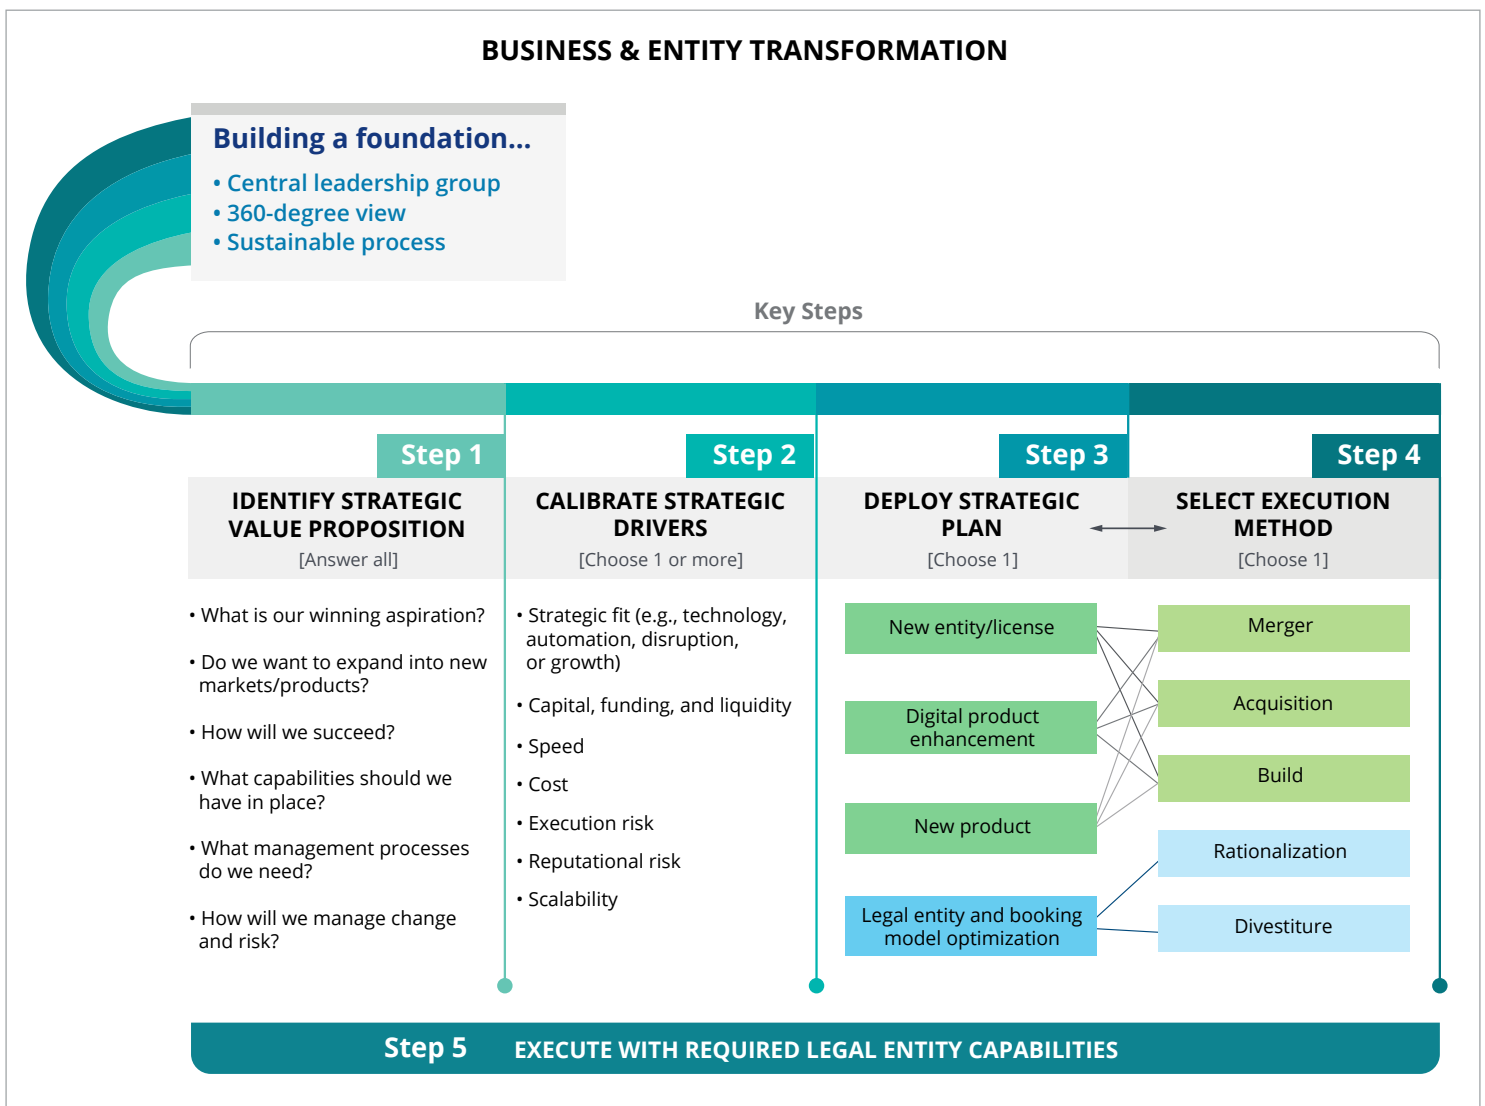 BUSINESS & ENTITY TRANSFORMATION
Building a foundation...
• Central leadership group
• 360-degree view
• Sustainable process
Key Steps
Step 1
IDENTIFY STRATEGIC
VALUE PROPOSITION
[Answer all]
• What is our winning aspiration?
• Do we want to expand into new
markets/products?
• How will we succeed?
• What capabilities should we
have in place?
• What management processes
do we need?
• How will we manage change
and risk?
Step 2
CALIBRATE STRATEGIC
DRIVERS
[Choose 1 or more]
• Strategic fit (e.g., technology,
automation, disruption,
or growth)
• Capital, funding, and liquidity
• Speed
• Cost
• Execution risk
• Reputational risk
• Scalability
Step 3
DEPLOY STRATEGIC
PLAN
[Choose 1]
New entity/license
Digital product
enhancement
New product
Legal entity and booking
model optimization
Step 4
SELECT EXECUTION
METHOD
[Choose 1]
Merger
Acquisition
Build
Rationalization
Divestiture
Step 5 EXECUTE WITH REQUIRED LEGAL ENTITY CAPABILITIES